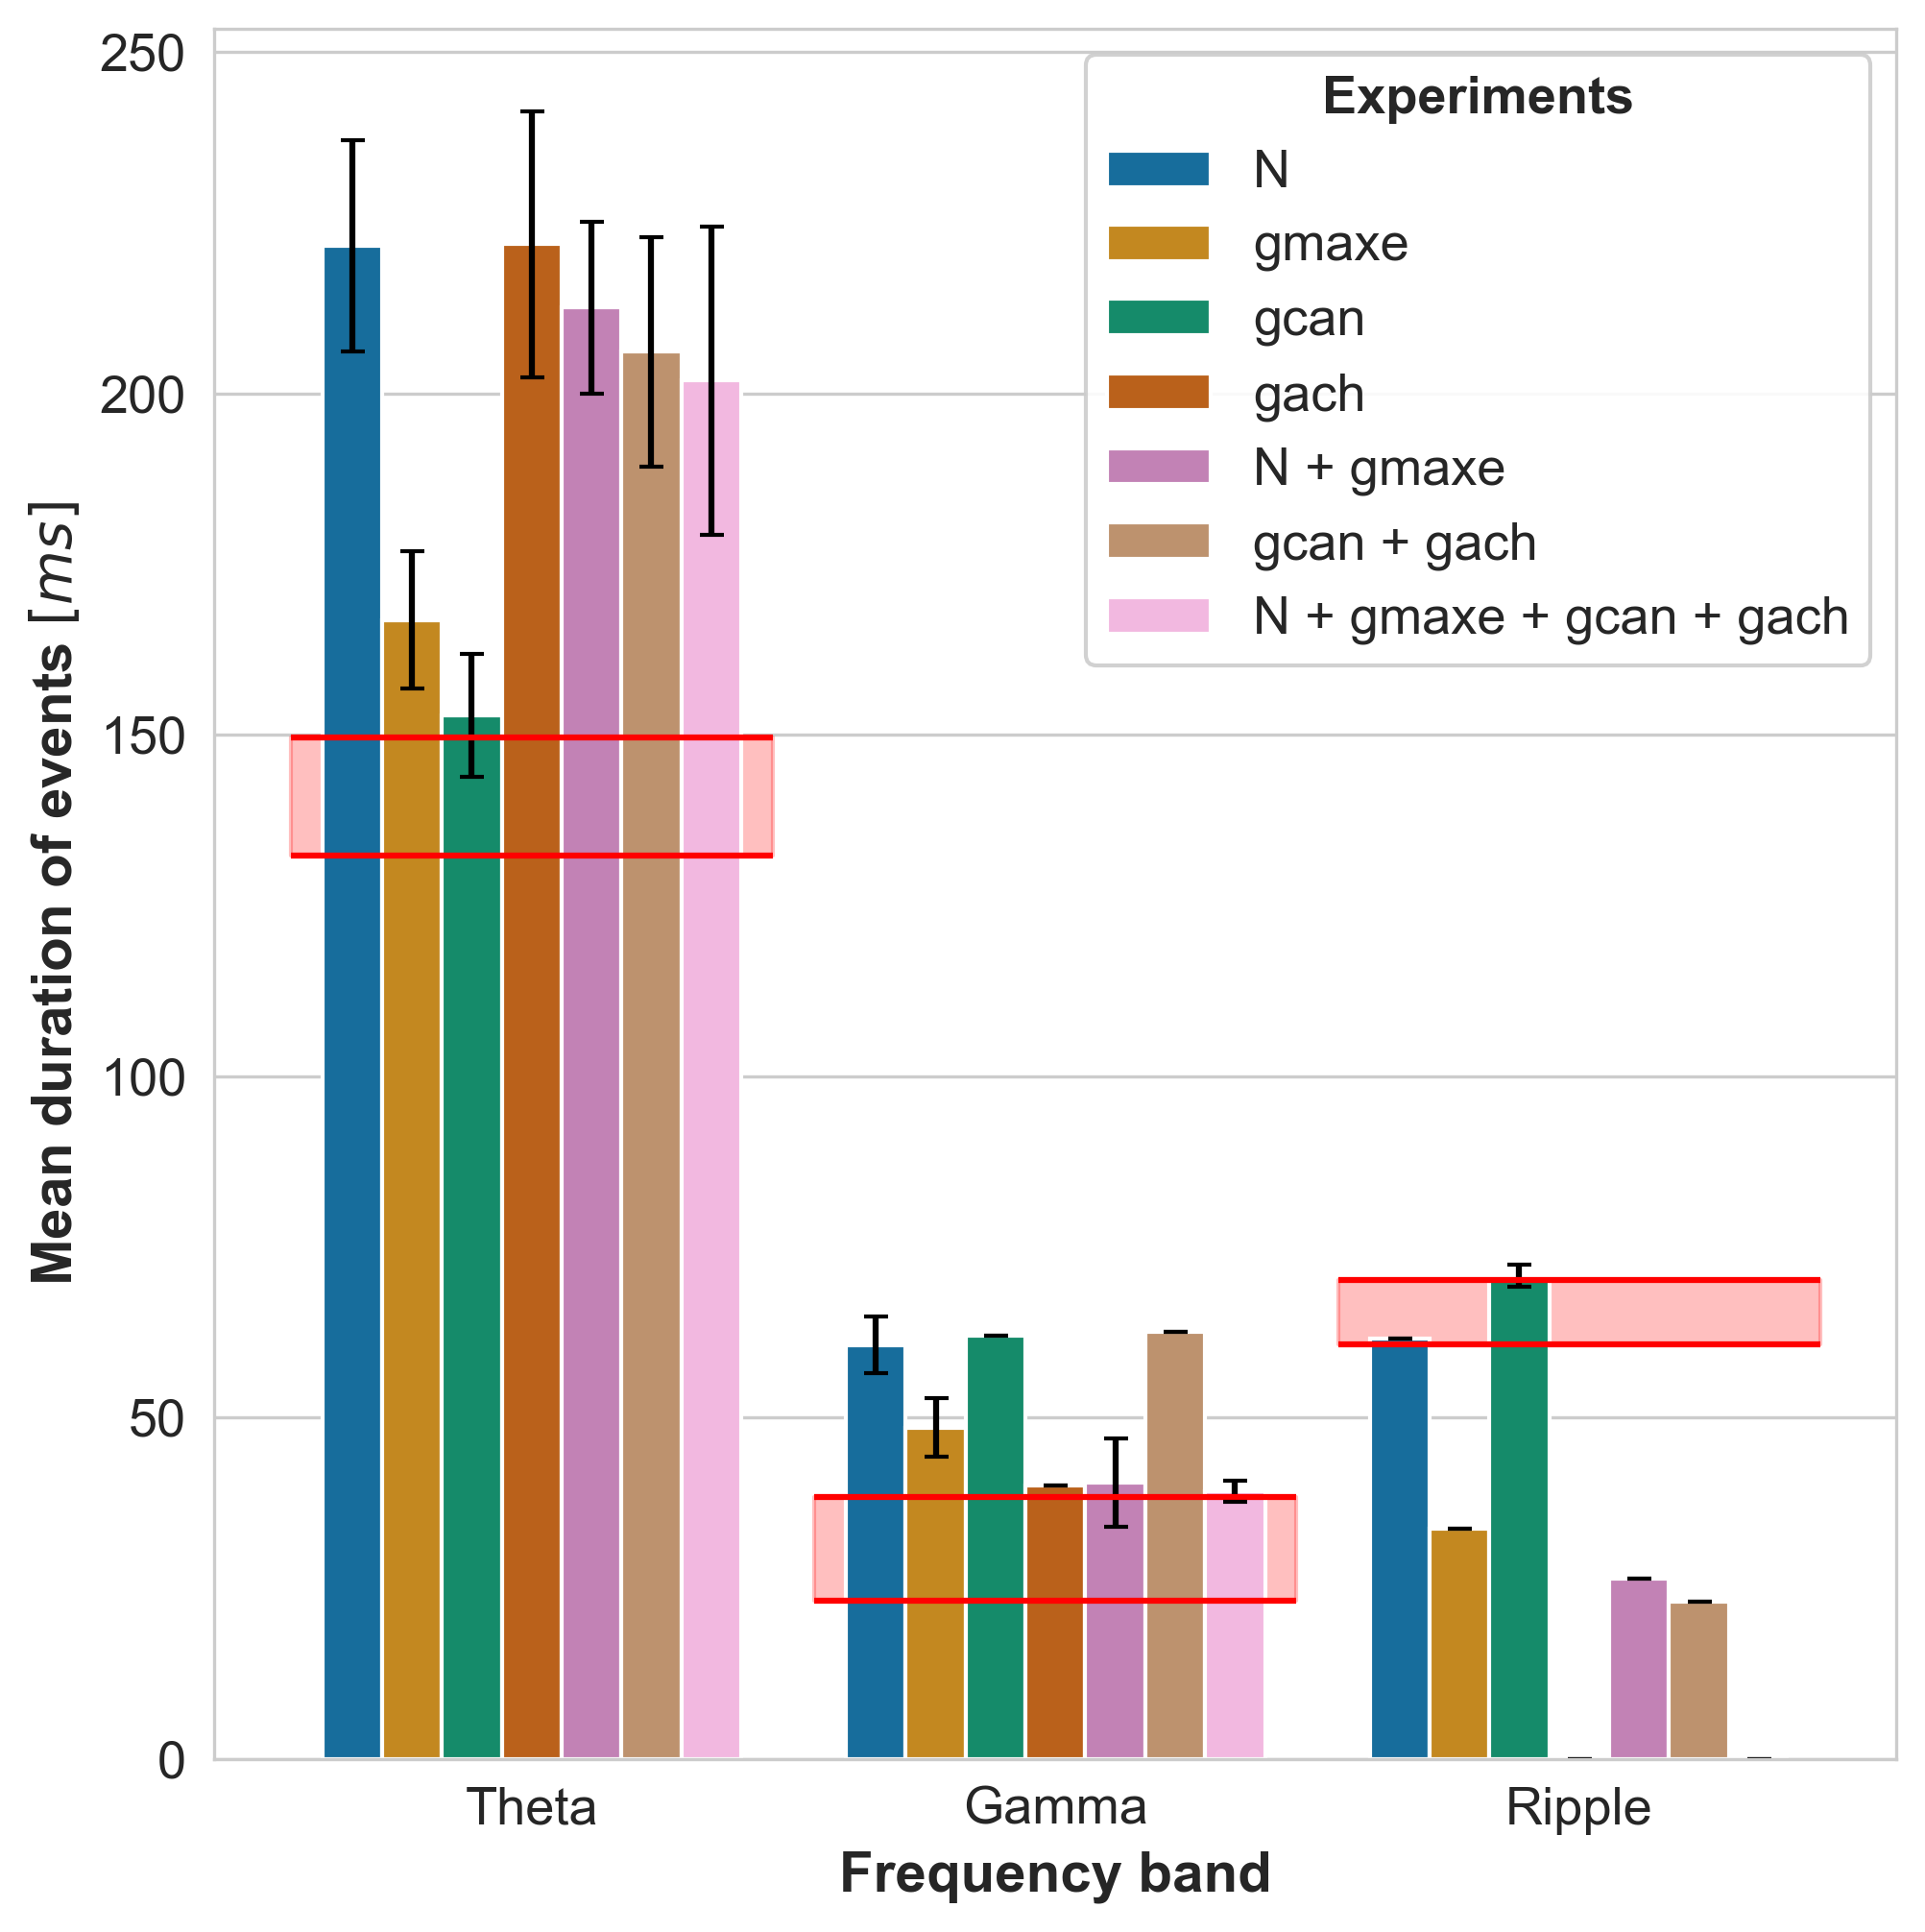 Mean duration of events [ms]
250
200
150
100
50
0
Experiments
N
gmaxe
gcan
gach
N + gmaxe
gcan + gach
N + gmaxe + gcan + gach
Theta
Gamma
Ripple
Frequency band